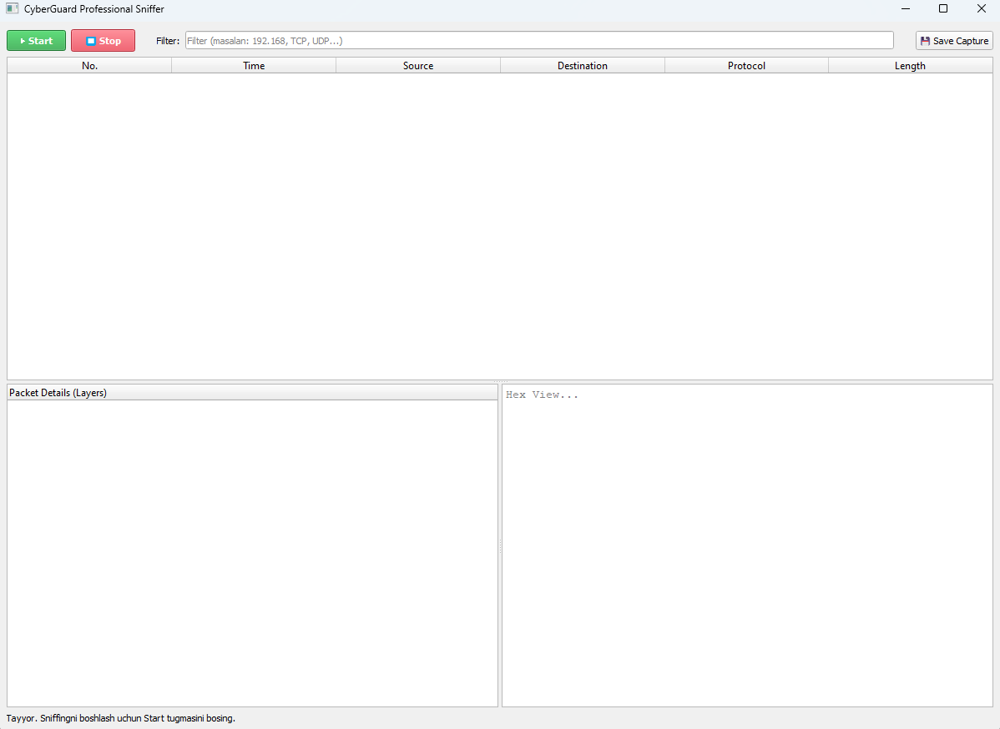 CyberGuard Professional Sniffer
Start Stop Filter: Filter (masalan: 192.168, TCP, UDP...) Save Capture
No. Time Source Destination Protocol Length
Packet Details (Layers) Hex View...
Tayyor. Sniffingni boshlash uchun Start tugmasini bosing.